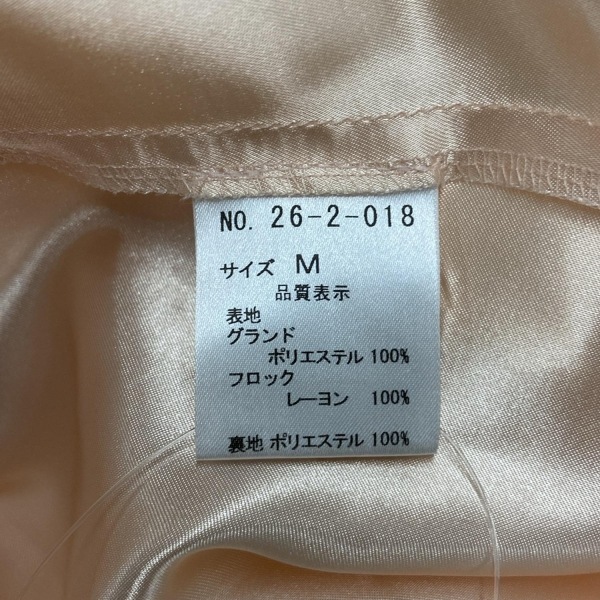 NO. 26-2-018
サイズ M
品質表示
表地
グランド
ポリエステル 100%
フロック
レーヨン 100%
裏地 ポリエステル 100%